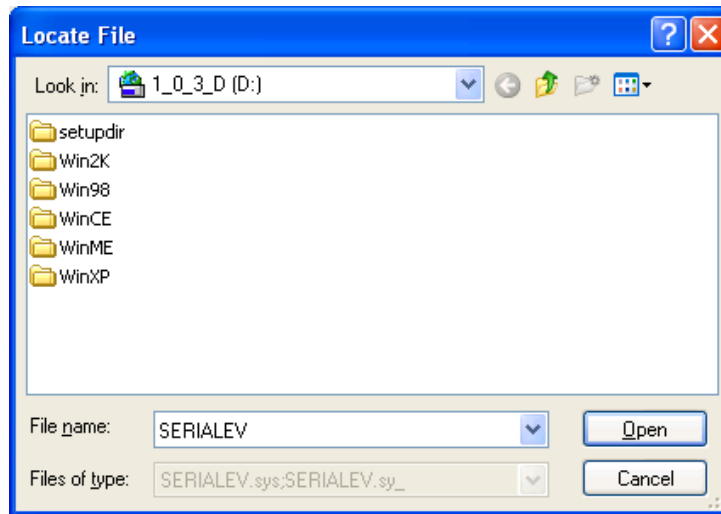 Locate File
Look in: 1_0_3_D (D:)
setupdir
Win2K
Win98
WinCE
WinME
WinXP
File name: SERIALEV Open
Files of type: SERIALEV.sys;SERIALEV.sy_ Cancel